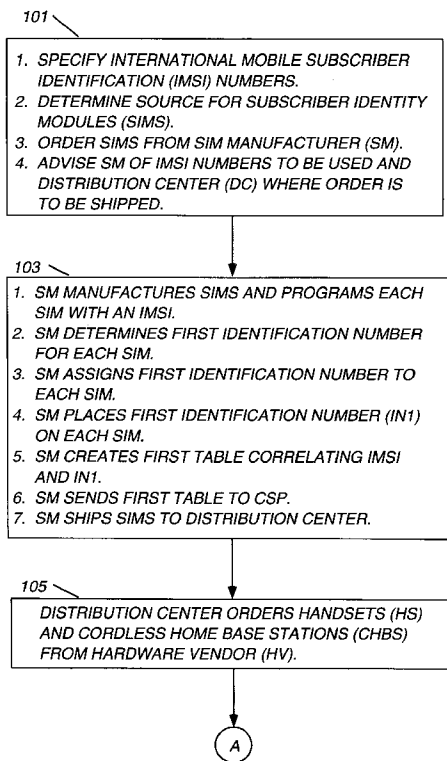 101
1. SPECIFY INTERNATIONAL MOBILE SUBSCRIBER
IDENTIFICATION (IMSI) NUMBERS.
2. DETERMINE SOURCE FOR SUBSCRIBER IDENTITY
MODULES (SIMS).
3. ORDER SIMS FROM SIM MANUFACTURER (SM).
4. ADVISE SM OF IMSI NUMBERS TO BE USED AND
DISTRIBUTION CENTER (DC) WHERE ORDER IS
TO BE SHIPPED.
103
1. SM MANUFACTURES SIMS AND PROGRAMS EACH
SIM WITH AN IMSI.
2. SM DETERMINES FIRST IDENTIFICATION NUMBER
FOR EACH SIM.
3. SM ASSIGNS FIRST IDENTIFICATION NUMBER TO
EACH SIM.
4. SM PLACES FIRST IDENTIFICATION NUMBER (IN1)
ON EACH SIM.
5. SM CREATES FIRST TABLE CORRELATING IMSI
AND IN1.
6. SM SENDS FIRST TABLE TO CSP.
7. SM SHIPS SIMS TO DISTRIBUTION CENTER.
105
DISTRIBUTION CENTER ORDERS HANDSETS (HS)
AND CORDLESS HOME BASE STATIONS (CHBS)
FROM HARDWARE VENDOR (HV).
A